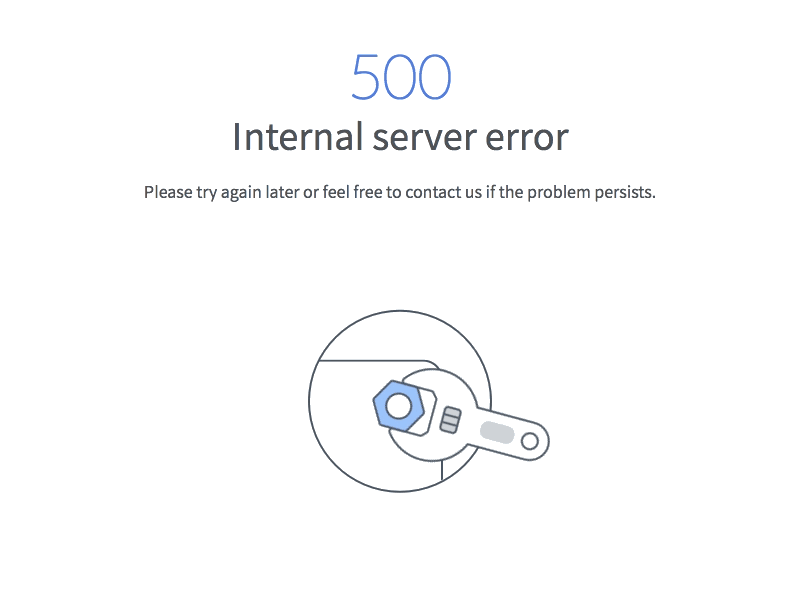 500
Internal server error
Please try again later or feel free to contact us if the problem persists.